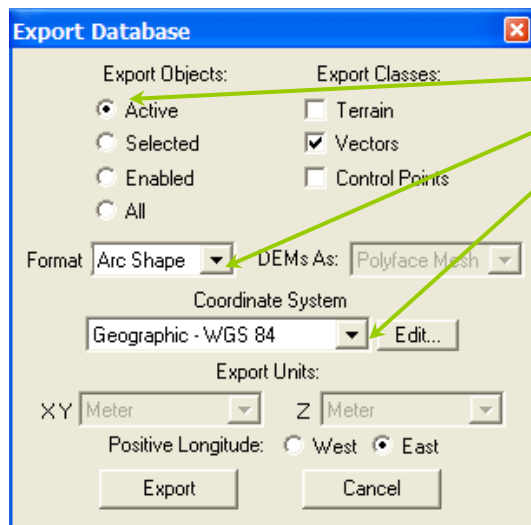 Export Database
Export Objects: Export Classes:
Active Terrain
Selected Vectors
Enabled Control Points
All
Format Arc Shape DEMs As: Polyface Mesh
Coordinate System
Geographic - WGS 84 Edit...
Export Units:
XY Meter Z Meter
Positive Longitude: West East
Export Cancel